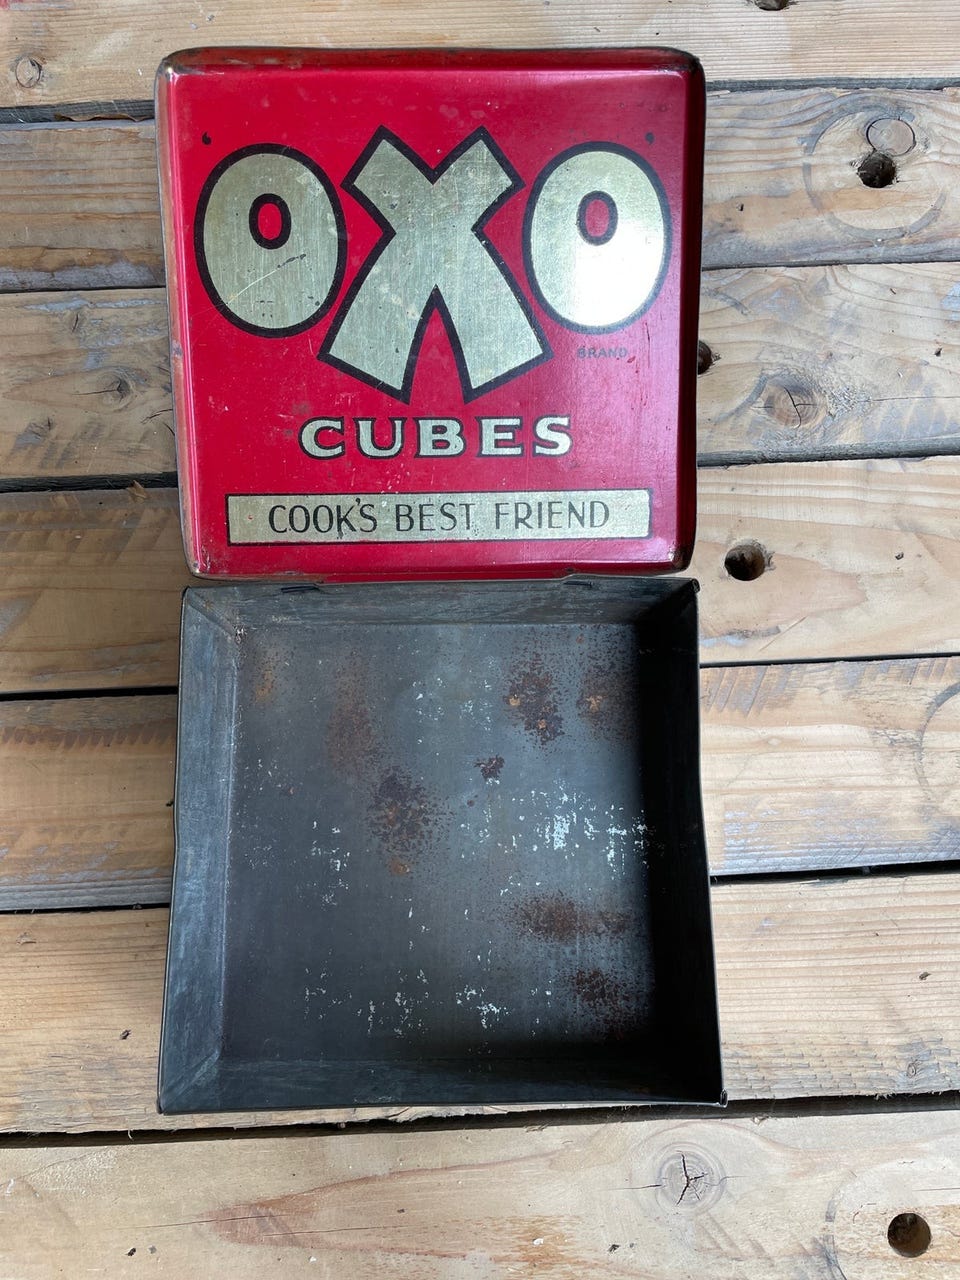 'OXO'
BRAND
CUBES
COOK'S BEST FRIEND